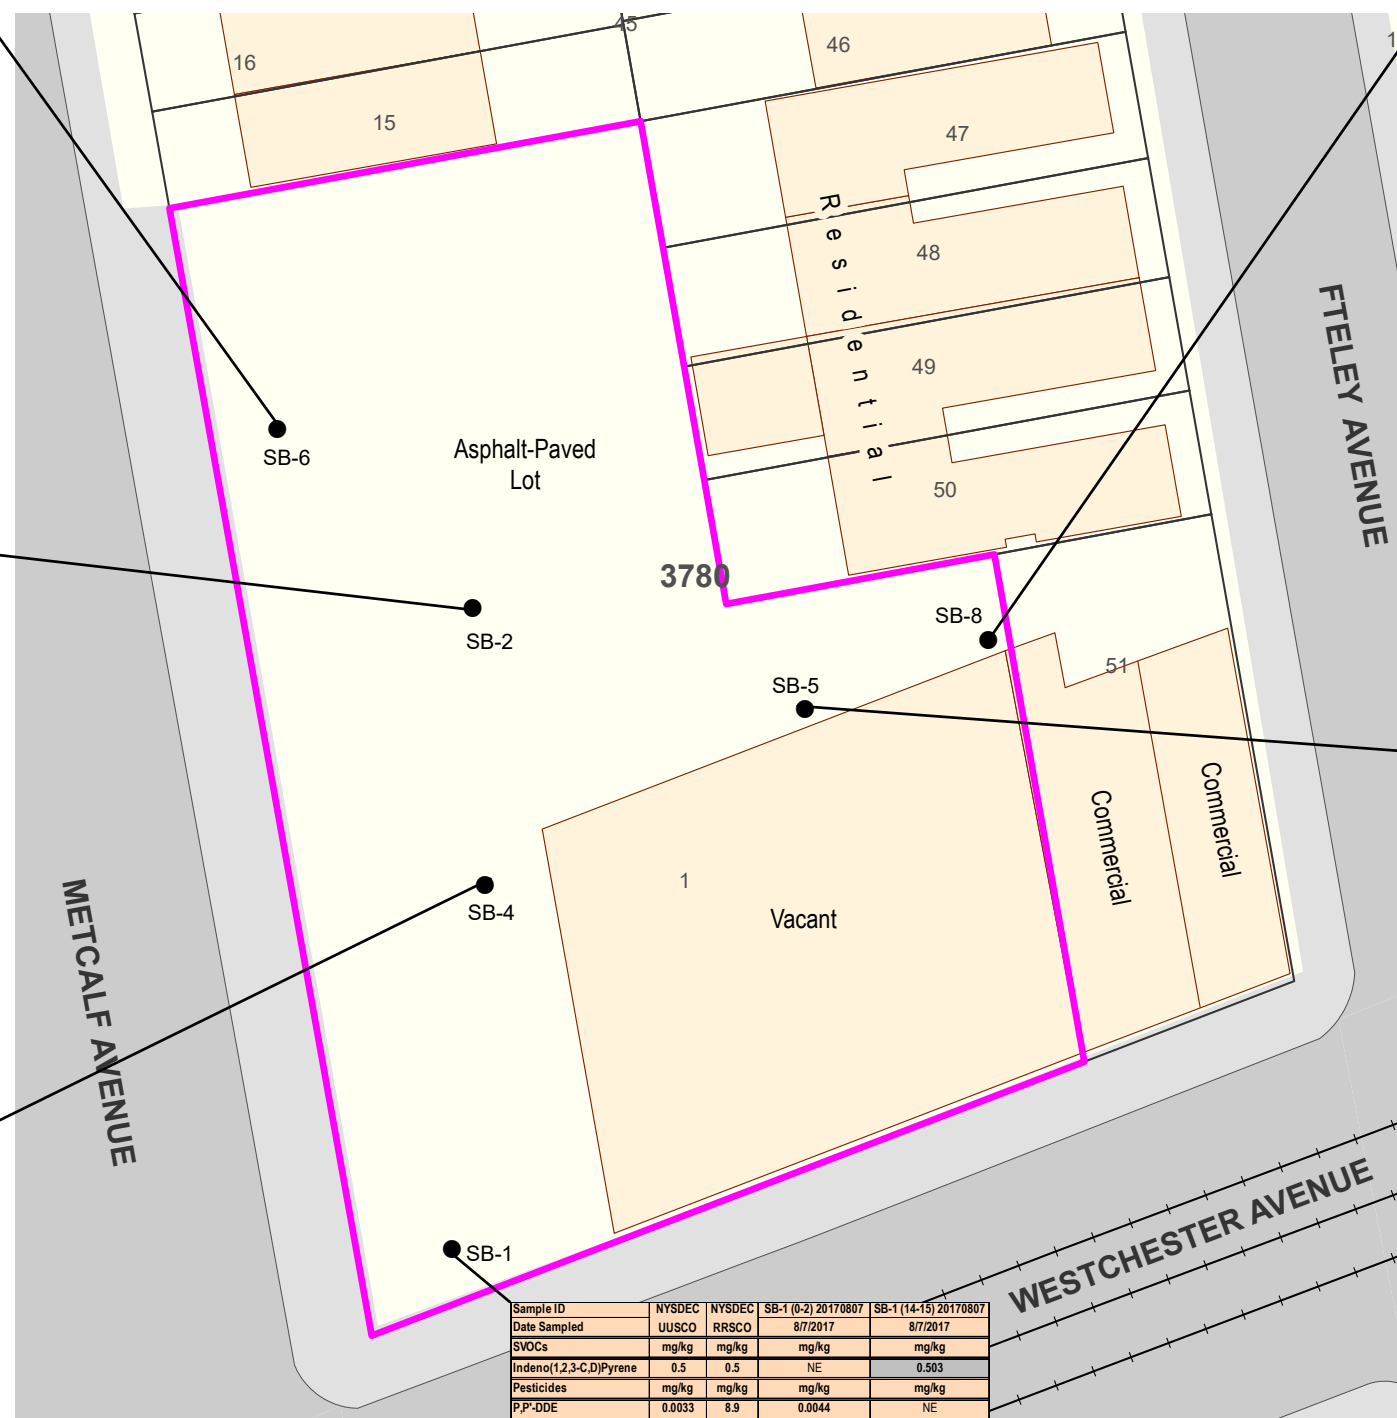 45
46
16
1
15
47
Residential
48
FTELEY AVENUE
49
Asphalt-Paved
Lot
SB-6
50
3780
SB-8
SB-2
51
SB-5
Commercial
Commercial
1
SB-4
Vacant
METCALF AVENUE
WESTCHESTER AVENUE
SB-1
Sample ID NYSDEC NYSDEC SB-1 (0-2) 20170807 SB-1 (14-15) 20170807
Date Sampled UUSCO RRSCO 8/7/2017 8/7/2017
SVOCs mg/kg mg/kg mg/kg mg/kg
Indeno(1,2,3-C,D)Pyrene 0.5 0.5 NE 0.503
Pesticides mg/kg mg/kg mg/kg mg/kg
P,P'-DDE 0.0033 8.9 0.0044 NE